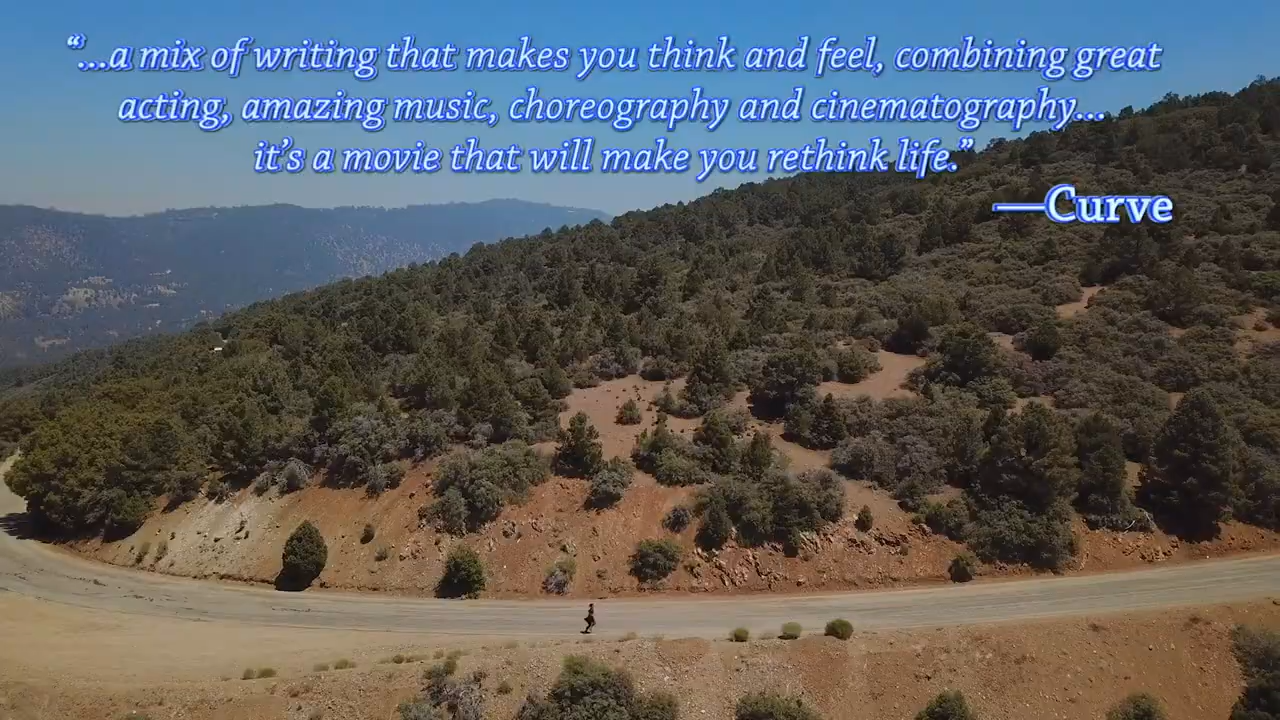 “...a mix of writing that makes you think and feel, combining great
acting, amazing music, choreography and cinematography...
it’s a movie that will make you rethink life.”
—Curve